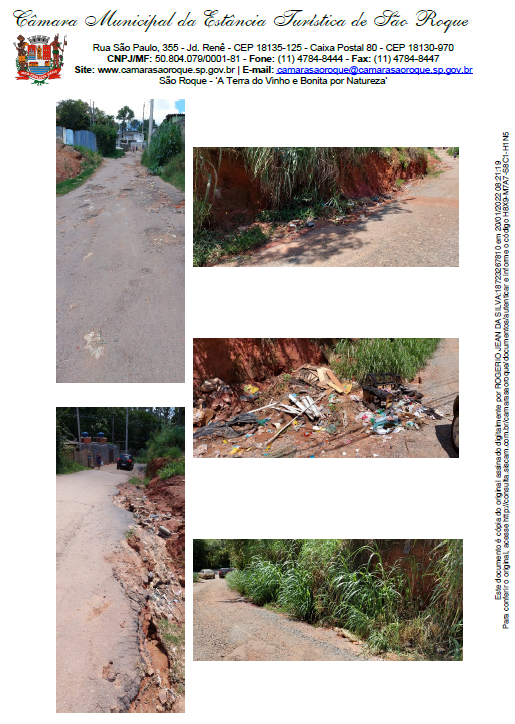 Câmara Municipal da Estância Turística de São Roque
Rua São Paulo, 355 - Jd. Renê - CEP 18135-125 - Caixa Postal 80 - CEP 18130-970
CNPJ/MF: 50.804.079/0001-81 - Fone: (11) 4784-8444 - Fax: (11) 4784-8447
Site: www.camarasaoroque.sp.gov.br | E-mail: camarasaoroque@camarasaoroque.sp.gov.br
São Roque - 'A Terra do Vinho e Bonita por Natureza'
Este documento é cópia do original assinado digitalmente por ROGERIO JEAN DA SILVA:18723267810 em 20/01/2022 08:21:19
Para conferir o original, acesse http://consulta.siscam.com.br/camarasaoroque/documentos/autenticar e informe o código H8X9-M7A7-S8C1-H1N5